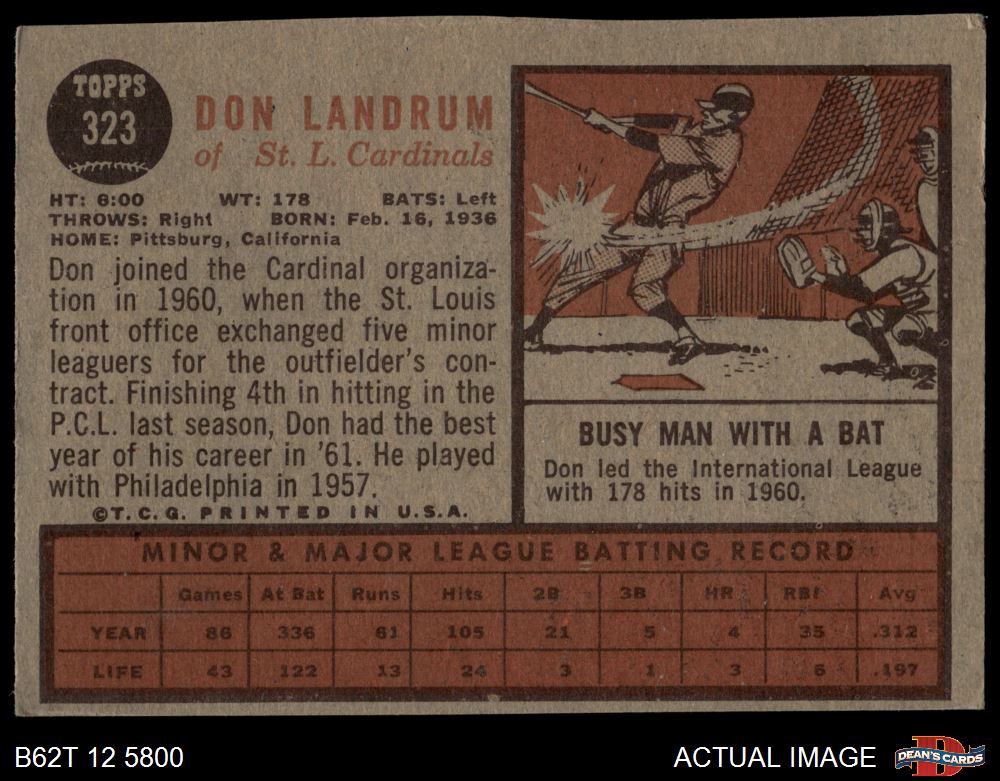 TOPPS
323
DON LANDRUM
of St. L. Cardinals
HT: 6:00 WT: 178 BATS: Left
THROWS: Right BORN: Feb. 16, 1936
HOME: Pittsburg, California
Don joined the Cardinal organiza-
tion in 1960, when the St. Louis
front office exchanged five minor
leaguers for the outfielder's con-
tract. Finishing 4th in hitting in the
P.C.L. last season, Don had the best
year of his career in '61. He played
with Philadelphia in 1957.
©T.C.G. PRINTED IN U.S.A.
BUSY MAN WITH A BAT
Don led the International League
with 178 hits in 1960.
MINOR & MAJOR LEAGUE BATTING RECORD
Games At Bat Runs Hits 2B 3B HR RBI Avg
YEAR 86 336 61 105 21 5 4 35 .312
LIFE 43 122 13 24 3 1 3 6 .197
B62T 12 5800
ACTUAL IMAGE
D
DEAN'S CARDS